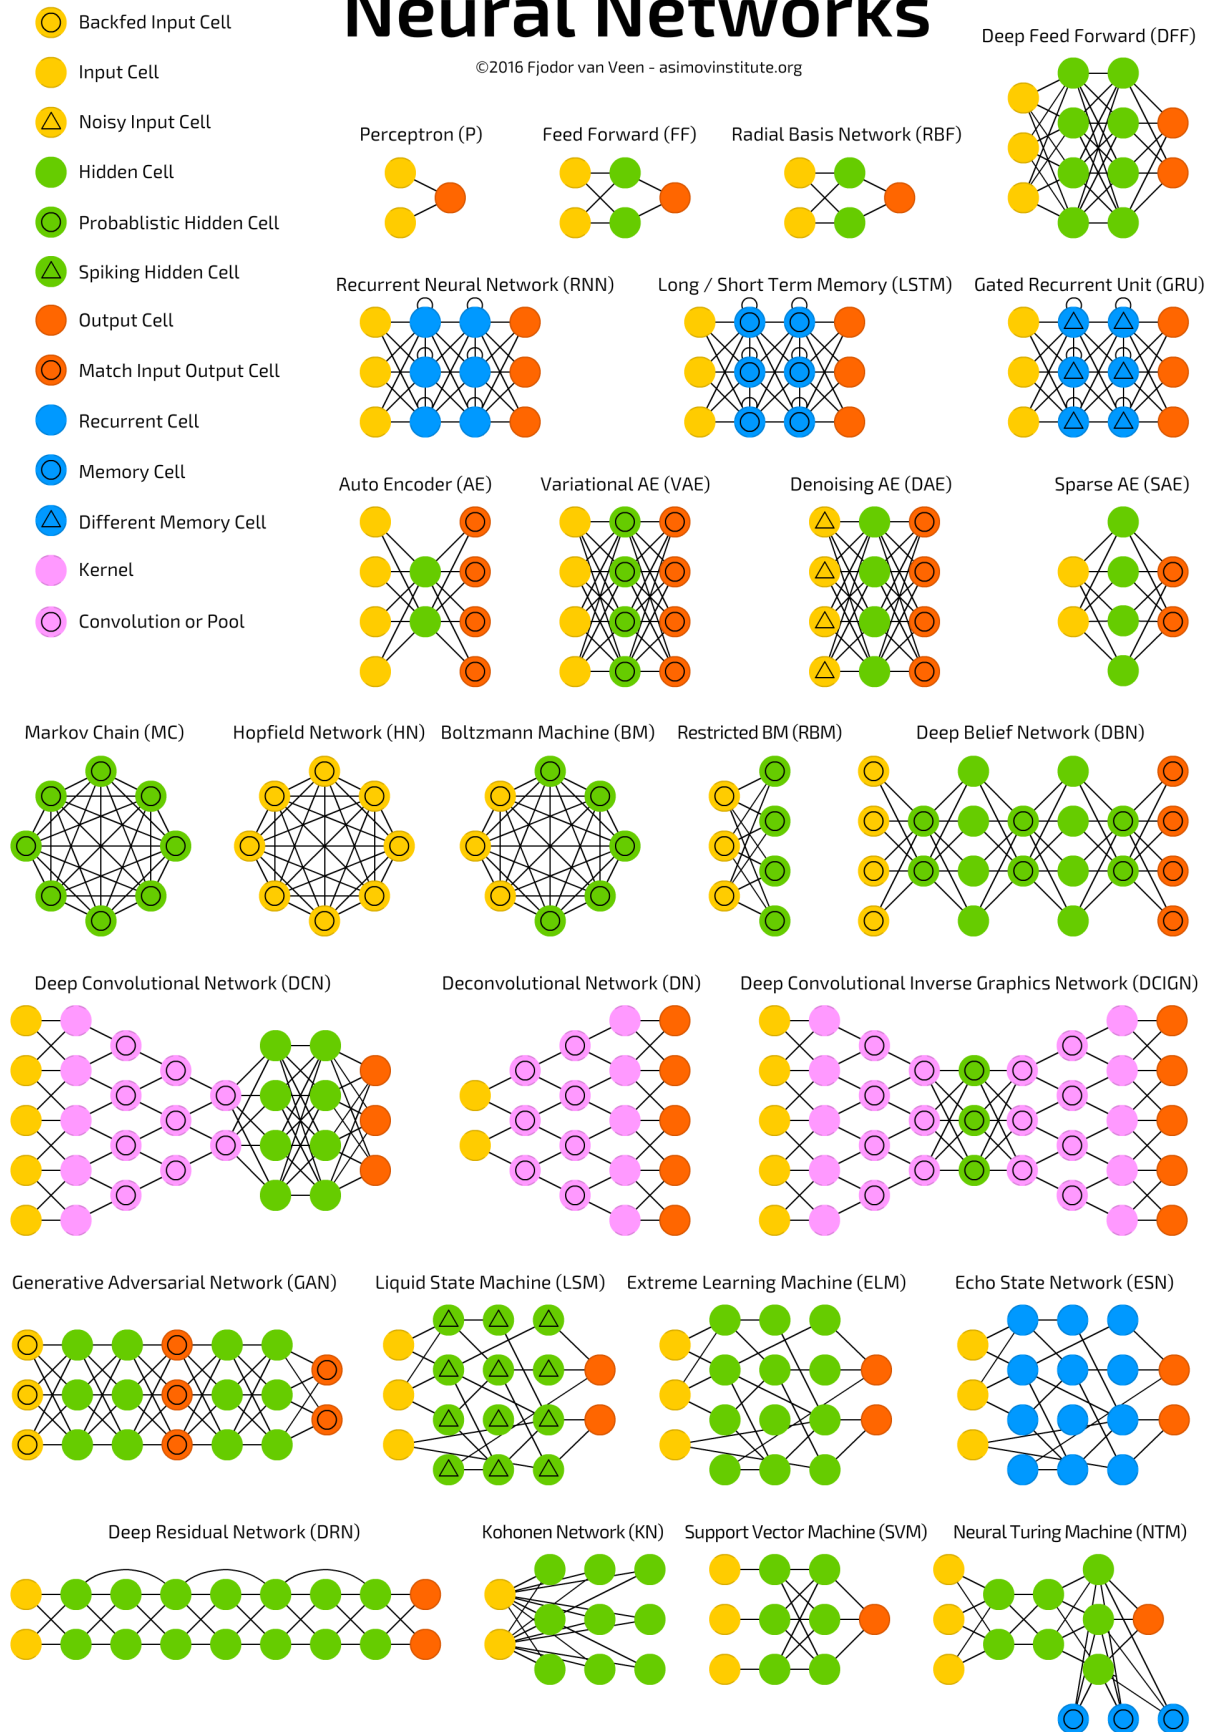 Neural Networks
©2016 Fjodor van Veen - asimovinstitute.org
Backfed Input Cell
Input Cell
Noisy Input Cell
Hidden Cell
Probablistic Hidden Cell
Spiking Hidden Cell
Output Cell
Match Input Output Cell
Recurrent Cell
Memory Cell
Different Memory Cell
Kernel
Convolution or Pool
Deep Feed Forward (DFF)
Perceptron (P)
Feed Forward (FF)
Radial Basis Network (RBF)
Recurrent Neural Network (RNN)
Long / Short Term Memory (LSTM)
Gated Recurrent Unit (GRU)
Auto Encoder (AE)
Variational AE (VAE)
Denoising AE (DAE)
Sparse AE (SAE)
Markov Chain (MC)
Hopfield Network (HN)
Boltzmann Machine (BM)
Restricted BM (RBM)
Deep Belief Network (DBN)
Deep Convolutional Network (DCN)
Deconvolutional Network (DN)
Deep Convolutional Inverse Graphics Network (DCIGN)
Generative Adversarial Network (GAN)
Liquid State Machine (LSM)
Extreme Learning Machine (ELM)
Echo State Network (ESN)
Deep Residual Network (DRN)
Kohonen Network (KN)
Support Vector Machine (SVM)
Neural Turing Machine (NTM)